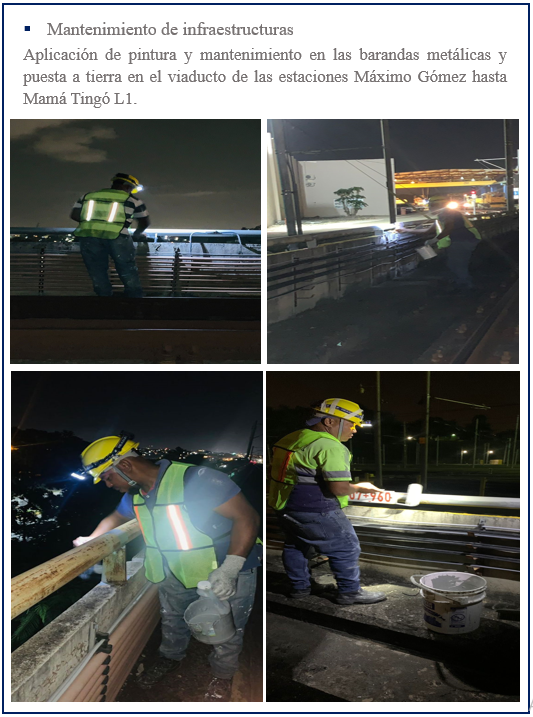 ▪ Mantenimiento de infraestructuras
Aplicación de pintura y mantenimiento en las barandas metálicas y
puesta a tierra en el viaducto de las estaciones Máximo Gómez hasta
Mamá Tingó L1.